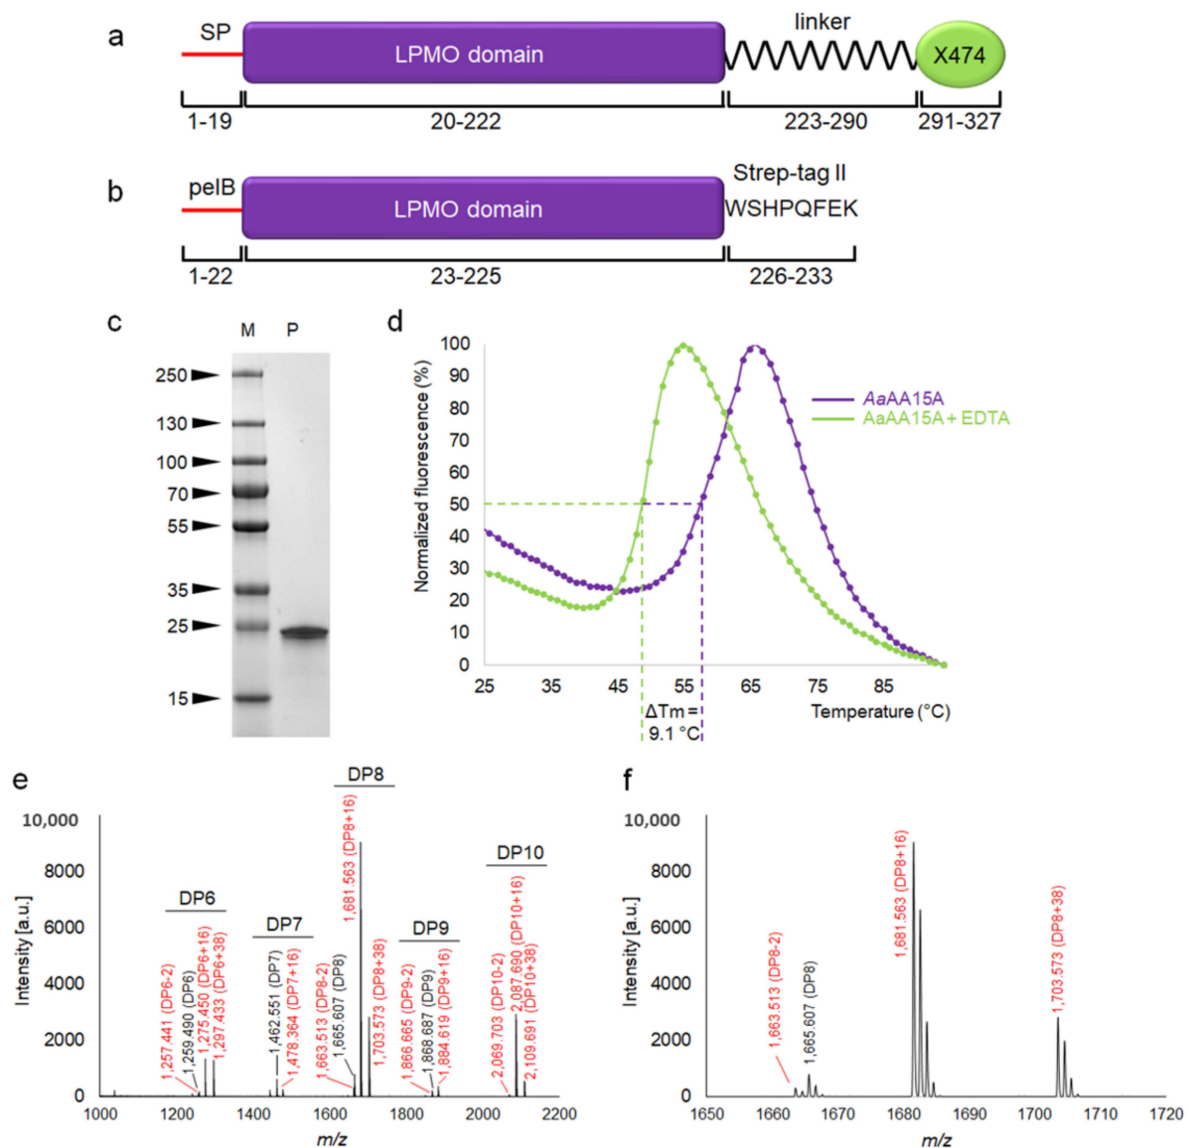 a
SP
LPMO domain
linker
X474
1-19
20-222
223-290
291-327
b
pelB
LPMO domain
Strep-tag II
WSHPQFEK
1-22
23-225
226-233
c
M P
250
130
100
70
55
35
25
15
d
Normalized fluorescence (%)
100
90
80
70
60
50
40
30
20
10
0
25 35 45 55 65 75 85
Temperature (°C)
ΔTm =
9.1 °C
AaAA15A
AaAA15A + EDTA
e
Intensity [a.u.]
10,000
8000
6000
4000
2000
0
DP6
1,257.441 (DP6-2)
1,259.490 (DP6)
1,275.450 (DP6+16)
1,297.433 (DP6+38)
DP7
1,462.551 (DP7)
1,478.364 (DP7+16)
DP8
1,663.513 (DP8-2)
1,665.607 (DP8)
1,681.563 (DP8+16)
1,703.573 (DP8+38)
DP9
1,866.665 (DP9-2)
1,868.687 (DP9)
1,884.619 (DP9+16)
DP10
2,069.703 (DP10-2)
2,087.690 (DP10+16)
2,109.691 (DP10+38)
1000 1200 1400 1600 1800 2000 2200
m/z
f
Intensity [a.u.]
10,000
8000
6000
4000
2000
0
1,663.513 (DP8-2)
1,665.607 (DP8)
1,681.563 (DP8+16)
1,703.573 (DP8+38)
1650 1660 1670 1680 1690 1700 1710 1720
m/z